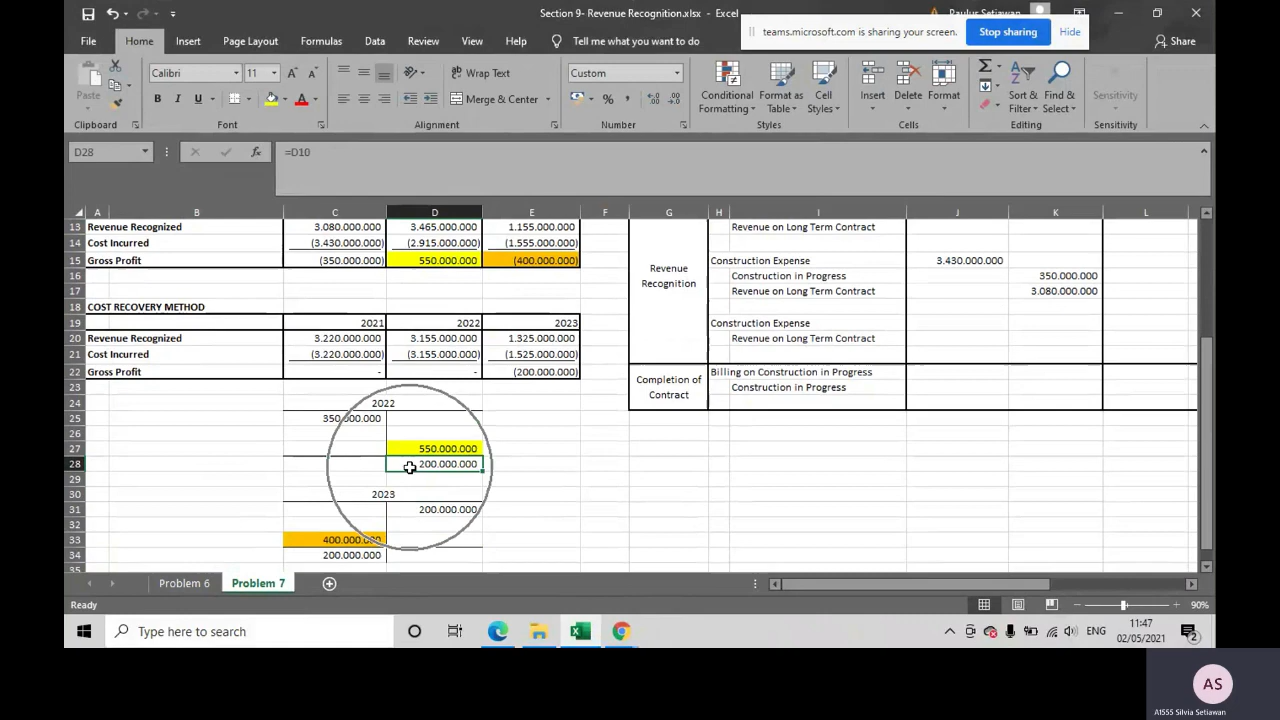 Section 9- Revenue Recognition.xlsx - Excel
Paulus Setiawan
teams.microsoft.com is sharing your screen.
Stop sharing
Hide
File Home Insert Page Layout Formulas Data Review View Help Tell me what you want to do
Share
Paste
Calibri 11
Wrap Text
Custom
B I U
Merge & Center
Conditional Formatting
Format as Table
Cell Styles
Insert Delete Format
Sort & Filter
Find & Select
Sensitivity
Clipboard Font Alignment Number Styles Cells Editing Sensitivity
D28 =D10
A B C D E F G H I J K L
13 Revenue Recognized 3.080.000.000 3.465.000.000 1.155.000.000 Revenue on Long Term Contract
14 Cost Incurred (3.430.000.000) (2.915.000.000) (1.555.000.000)
15 Gross Profit (350.000.000) 550.000.000 (400.000.000) Revenue Recognition Construction Expense 3.430.000.000
16 Construction in Progress 350.000.000
17 Revenue on Long Term Contract 3.080.000.000
18 COST RECOVERY METHOD
19 2021 2022 2023 Construction Expense
20 Revenue Recognized 3.220.000.000 3.155.000.000 1.325.000.000 Revenue on Long Term Contract
21 Cost Incurred (3.220.000.000) (3.155.000.000) (1.525.000.000)
22 Gross Profit - - (200.000.000) Completion of Contract Billing on Construction in Progress
23 Construction in Progress
24 2022
25 350.000.000
26
27 550.000.000
28 200.000.000
29
30 2023
31 200.000.000
32
33 400.000.000
34 200.000.000
35
Problem 6 Problem 7
Ready
90%
Type here to search
ENG
11:47
02/05/2021
2
AS
A1555 Silvia Setiawan